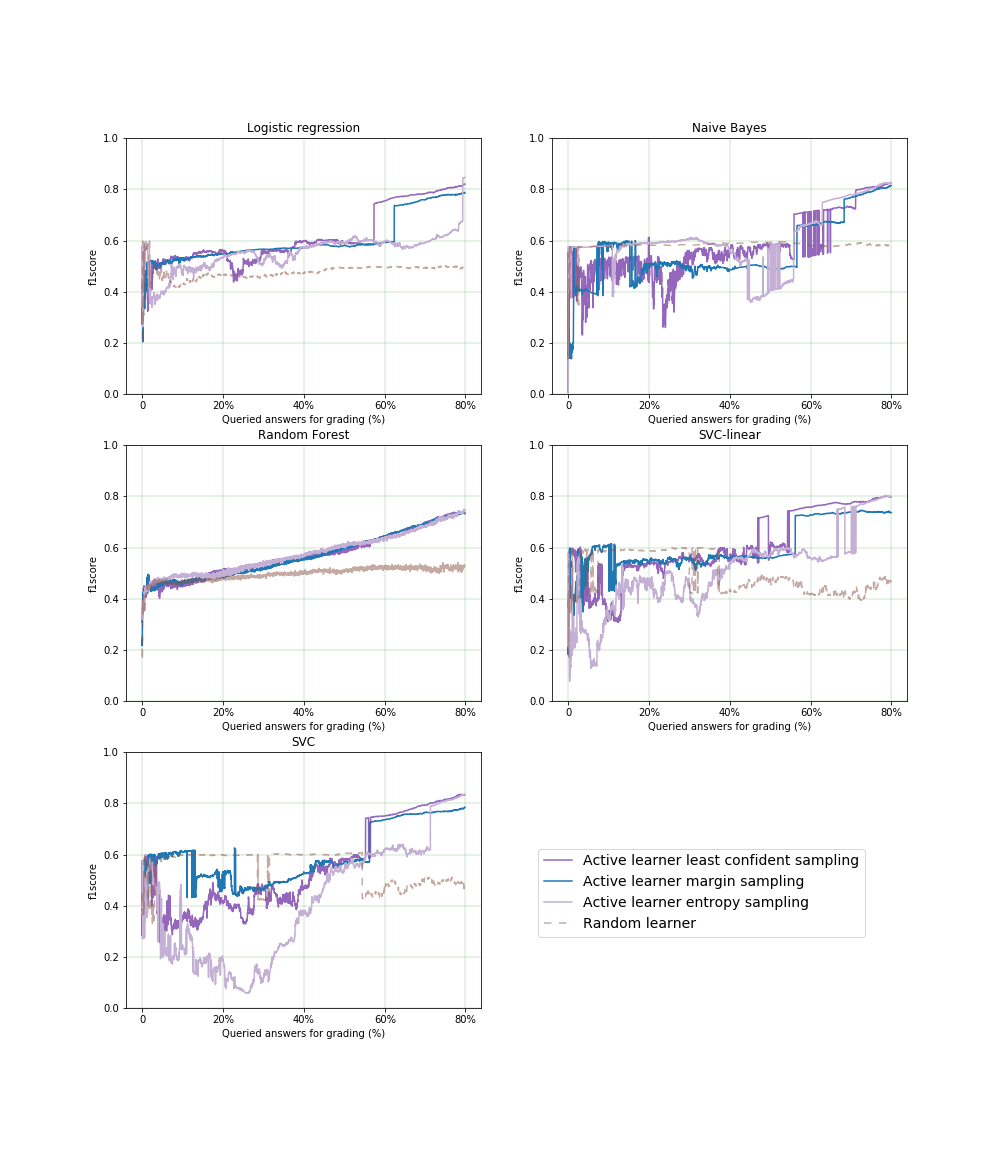 Logistic regression
1.0
0.8
0.6
0.4
0.2
0.0
f1score
0 20% 40% 60% 80%
Queried answers for grading (%)
Naive Bayes
1.0
0.8
0.6
0.4
0.2
0.0
f1score
0 20% 40% 60% 80%
Queried answers for grading (%)
Random Forest
1.0
0.8
0.6
0.4
0.2
0.0
f1score
0 20% 40% 60% 80%
Queried answers for grading (%)
SVC-linear
1.0
0.8
0.6
0.4
0.2
0.0
f1score
0 20% 40% 60% 80%
Queried answers for grading (%)
SVC
1.0
0.8
0.6
0.4
0.2
0.0
f1score
0 20% 40% 60% 80%
Queried answers for grading (%)
Active learner least confident sampling
Active learner margin sampling
Active learner entropy sampling
Random learner